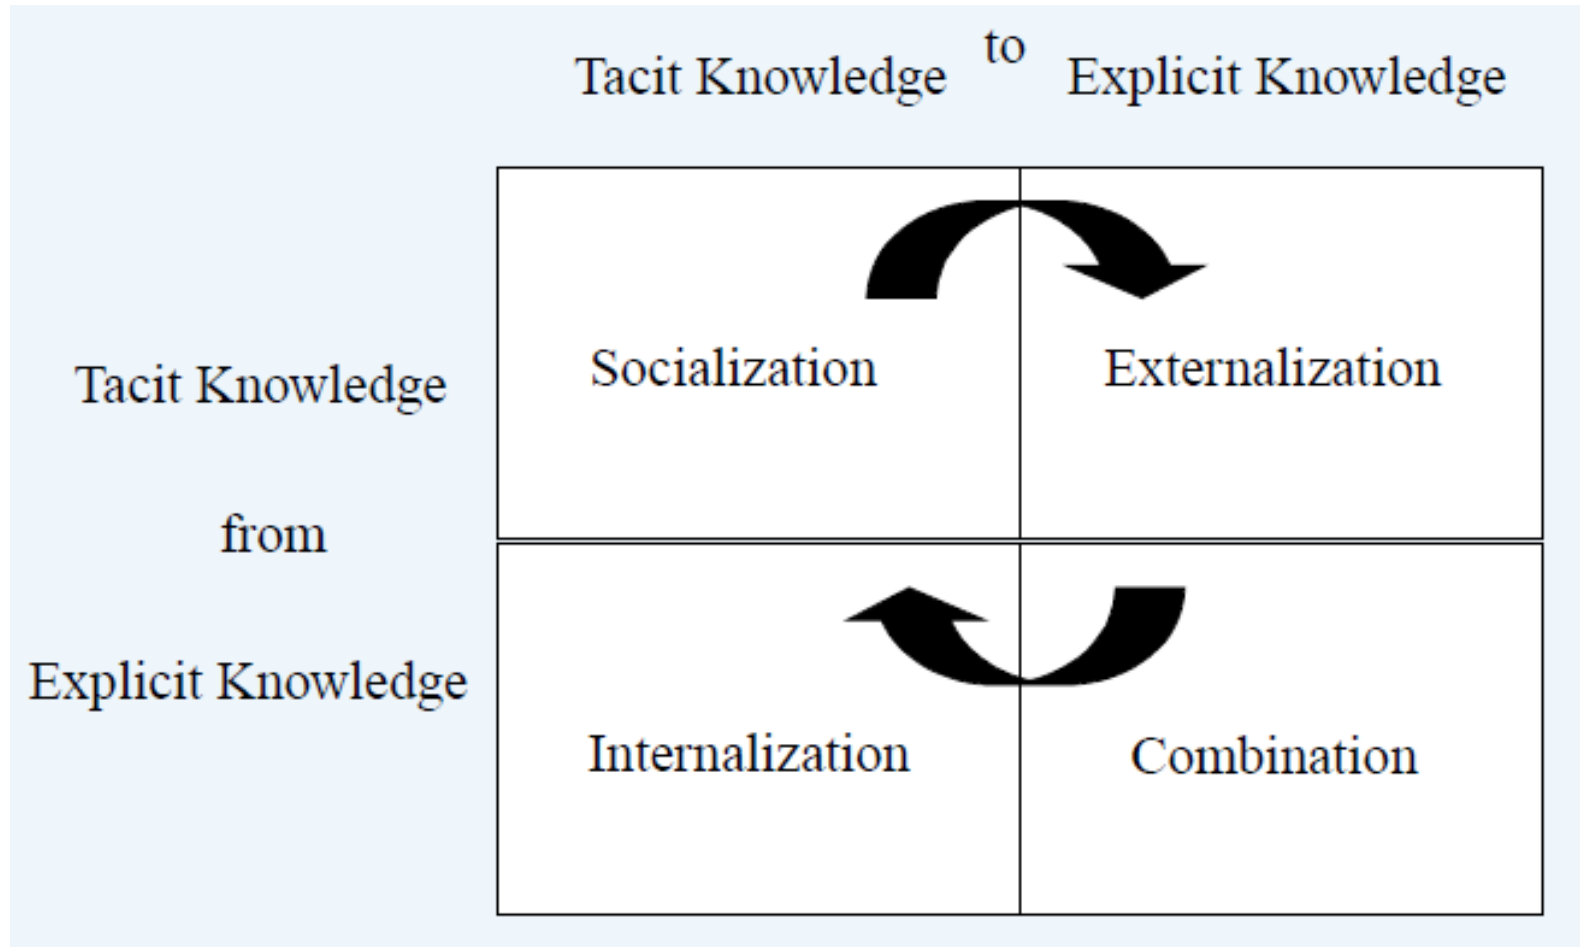 to
Tacit Knowledge
Explicit Knowledge
Socialization
Externalization
Tacit Knowledge
from
Explicit Knowledge
Internalization
Combination